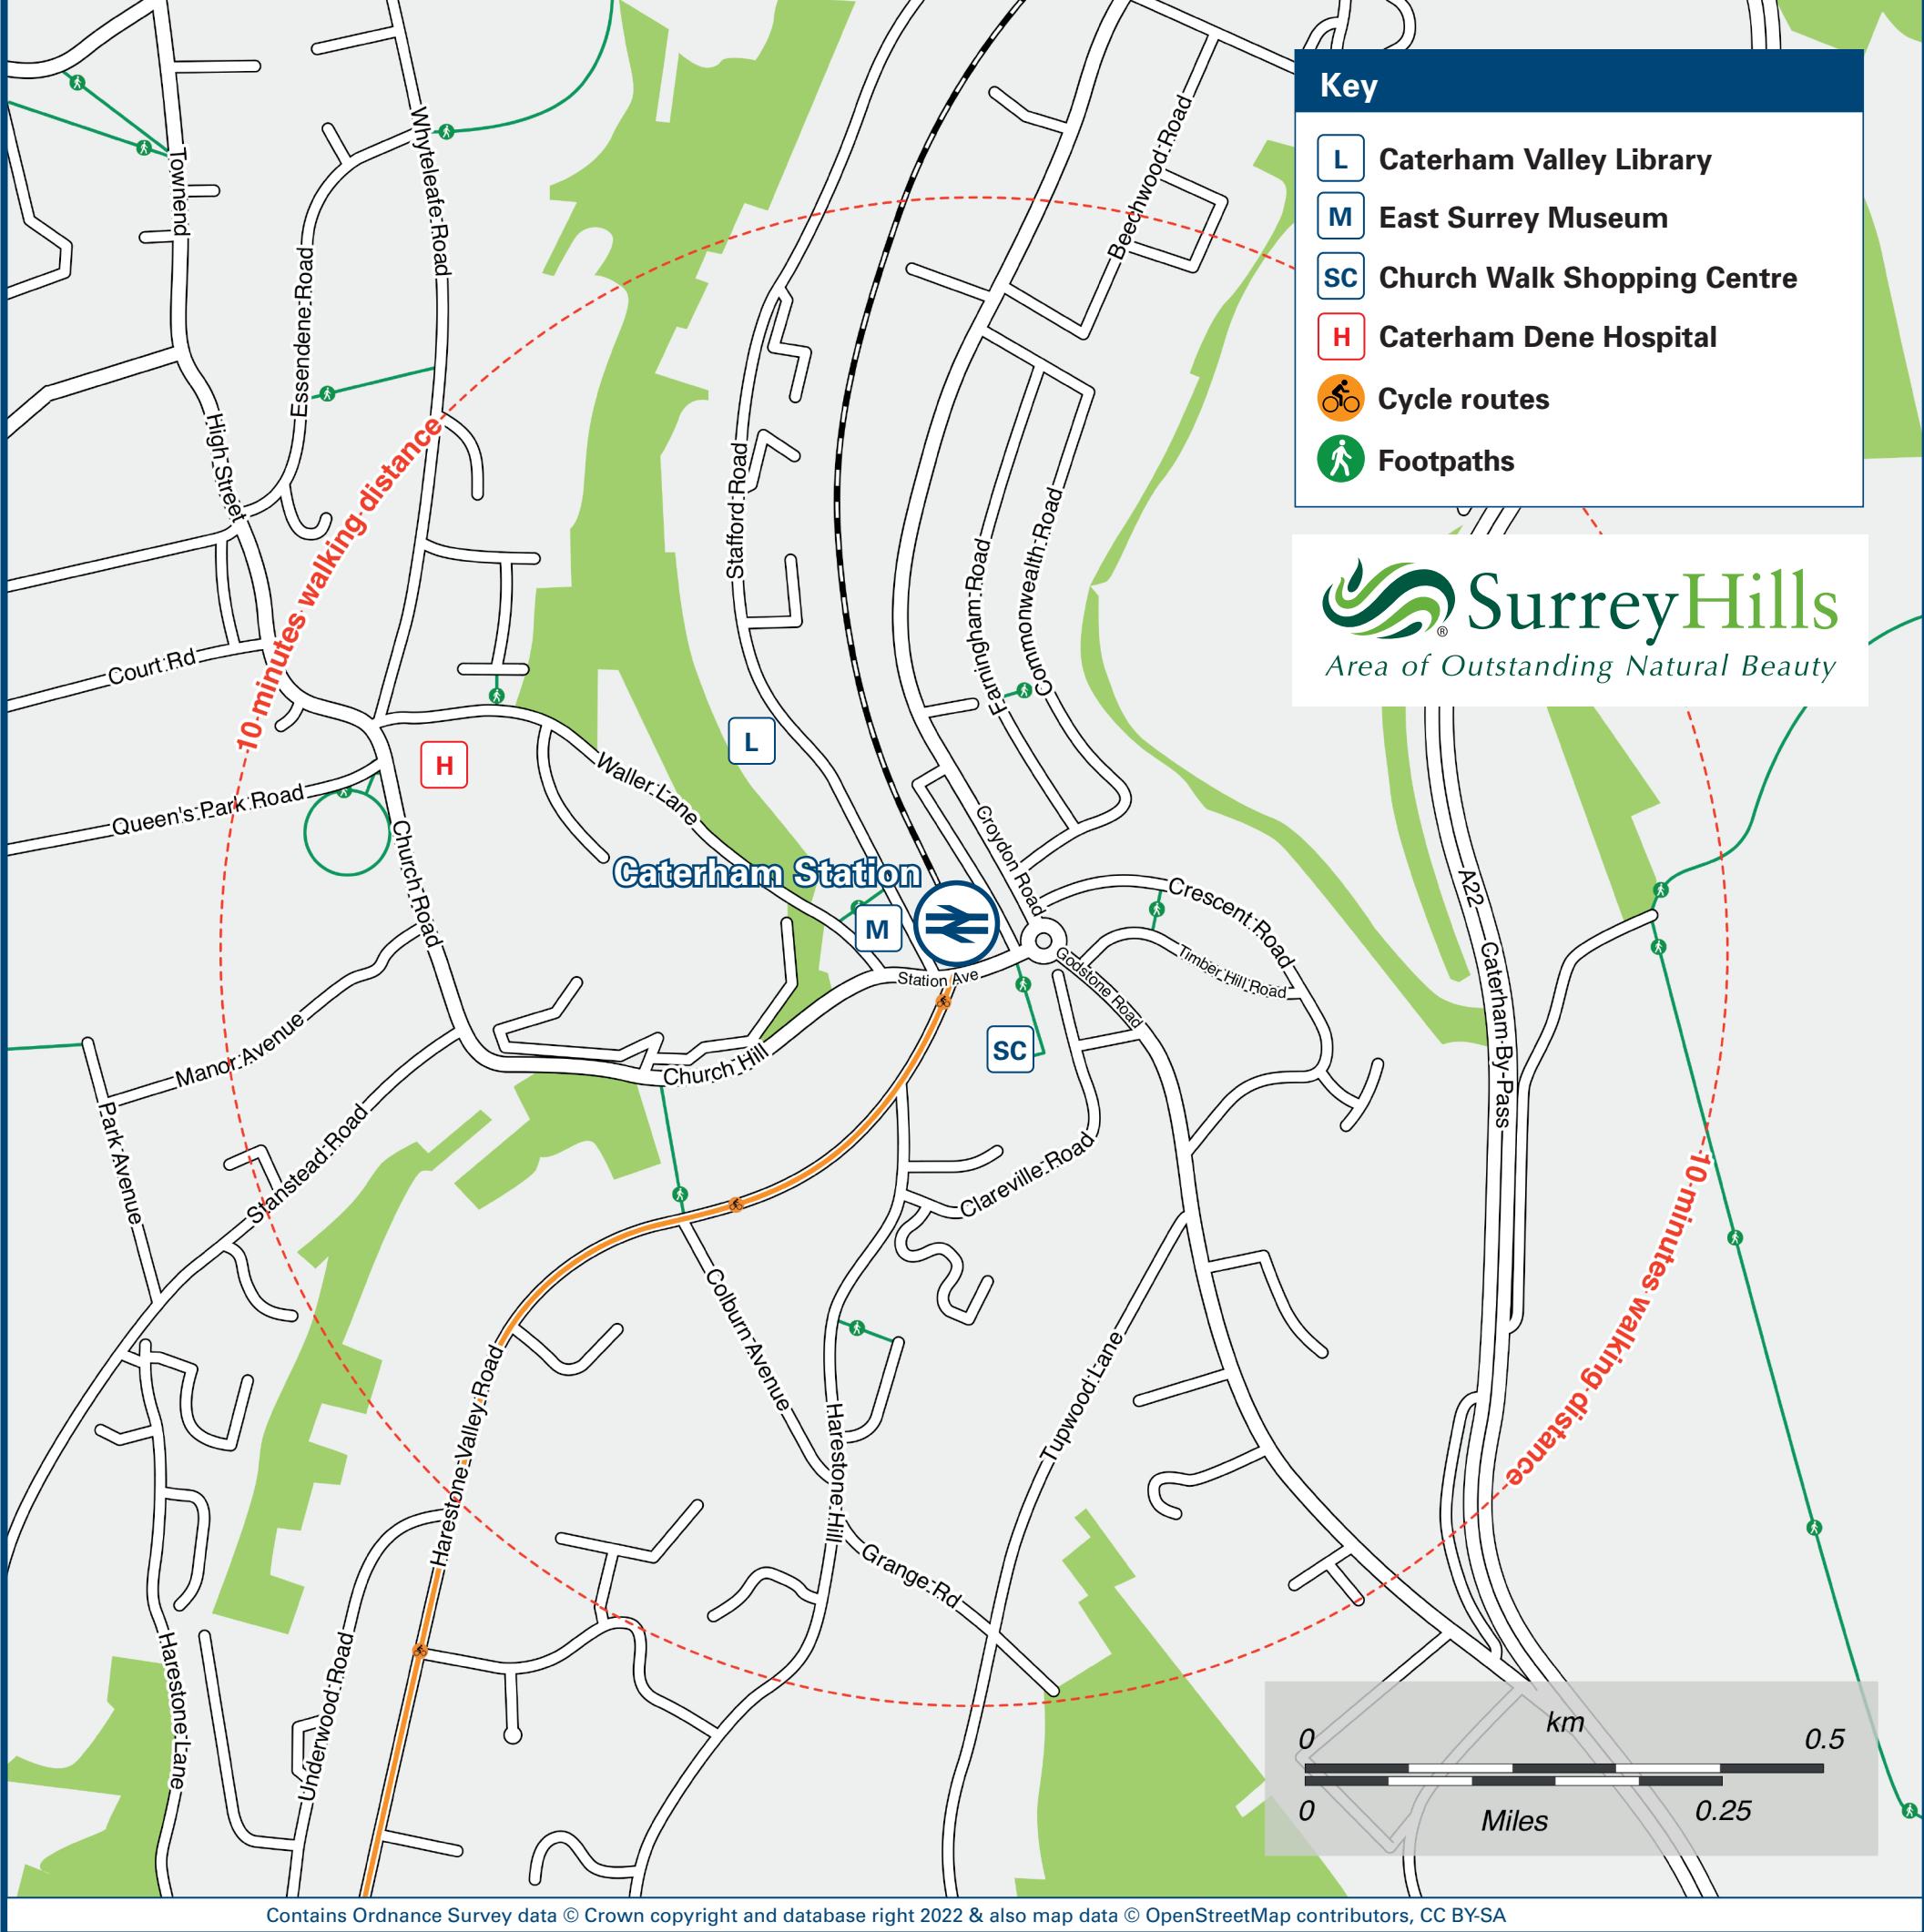 Key
L Caterham Valley Library
M East Surrey Museum
SC Church Walk Shopping Centre
H Caterham Dene Hospital
Cycle routes
Footpaths
SurreyHills
®
Area of Outstanding Natural Beauty
Townend
Whyteleafe Road
Essendene Road
High Street
Beechwood Road
Stafford Road
Farningham Road
Commonwealth Road
10 minutes walking distance
Court Rd
Queen's Park Road
H
L
Waller Lane
Church Road
Caterham Station
M
Croydon Road
Crescent Road
Timber Hill Road
Godstone Road
Station Ave
SC
A22
Caterham By-Pass
Manor Avenue
Church Hill
Park Avenue
Stanstead Road
Clareville Road
10 minutes walking distance
Colburn Avenue
Tupwood Lane
Harestone Valley Road
Harestone Hill
Grange Rd
Underwood Road
Harestone Lane
km
0 0.5
0 0.25
Miles
Contains Ordnance Survey data © Crown copyright and database right 2022 & also map data © OpenStreetMap contributors, CC BY-SA